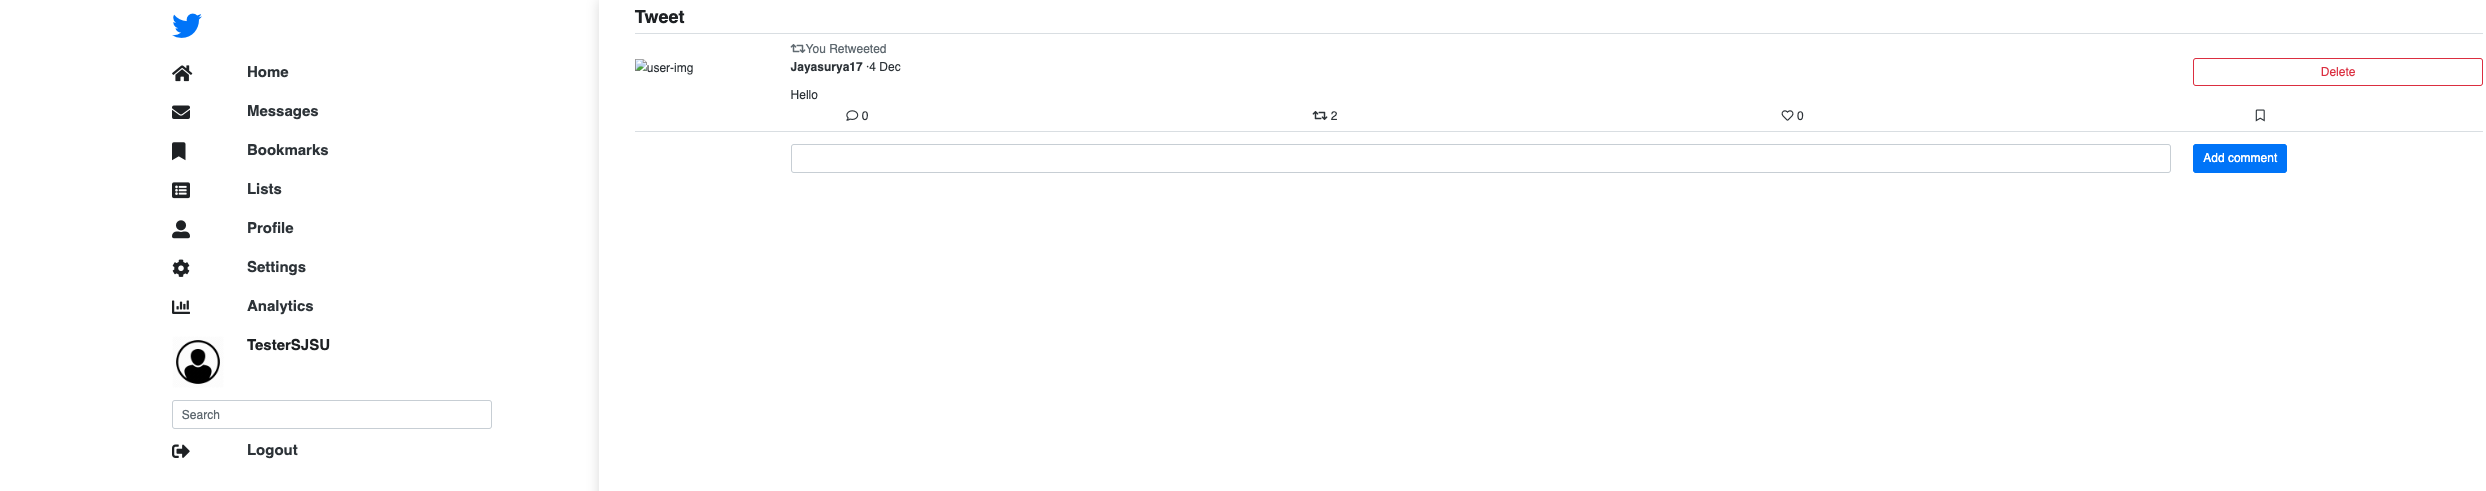 Home
Messages
Bookmarks
Lists
Profile
Settings
Analytics
TesterSJSU
Search
Logout
Tweet
You Retweeted
user-img
Jayasurya17 ·4 Dec
Delete
Hello
0 2 0
Add comment